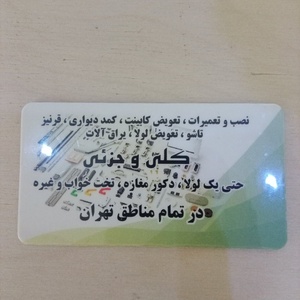 نصب و تعمیرات ، تعویض کابینت ، کمد دیواری ، قرنیز
تاشو ، تعویض لولا ، یراق آلات
کلی و جزئی
حتی یک لولا ، دکور مغازه ، تخت خواب و غیره
در تمام مناطق تهران